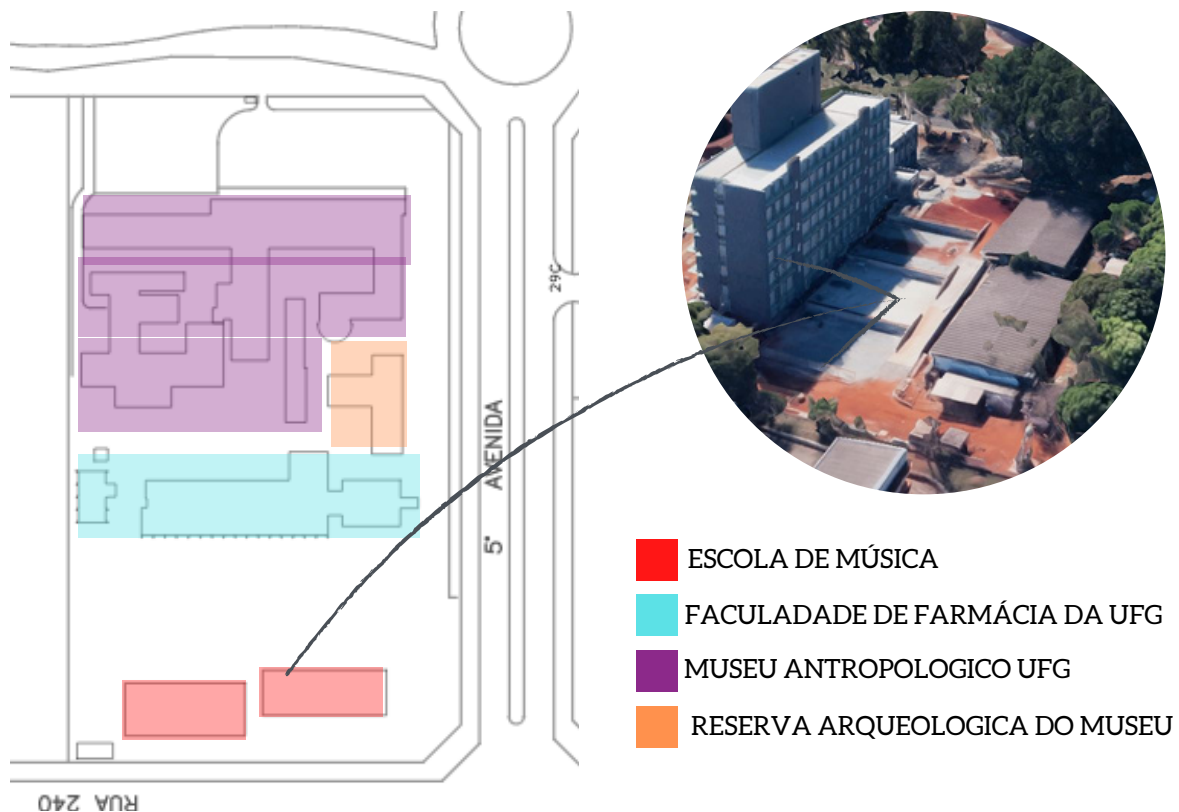 29C
5ª AVENIDA
RUA 240
ESCOLA DE MÚSICA
FACULADADE DE FARMÁCIA DA UFG
MUSEU ANTROPOLOGICO UFG
RESERVA ARQUEOLOGICA DO MUSEU